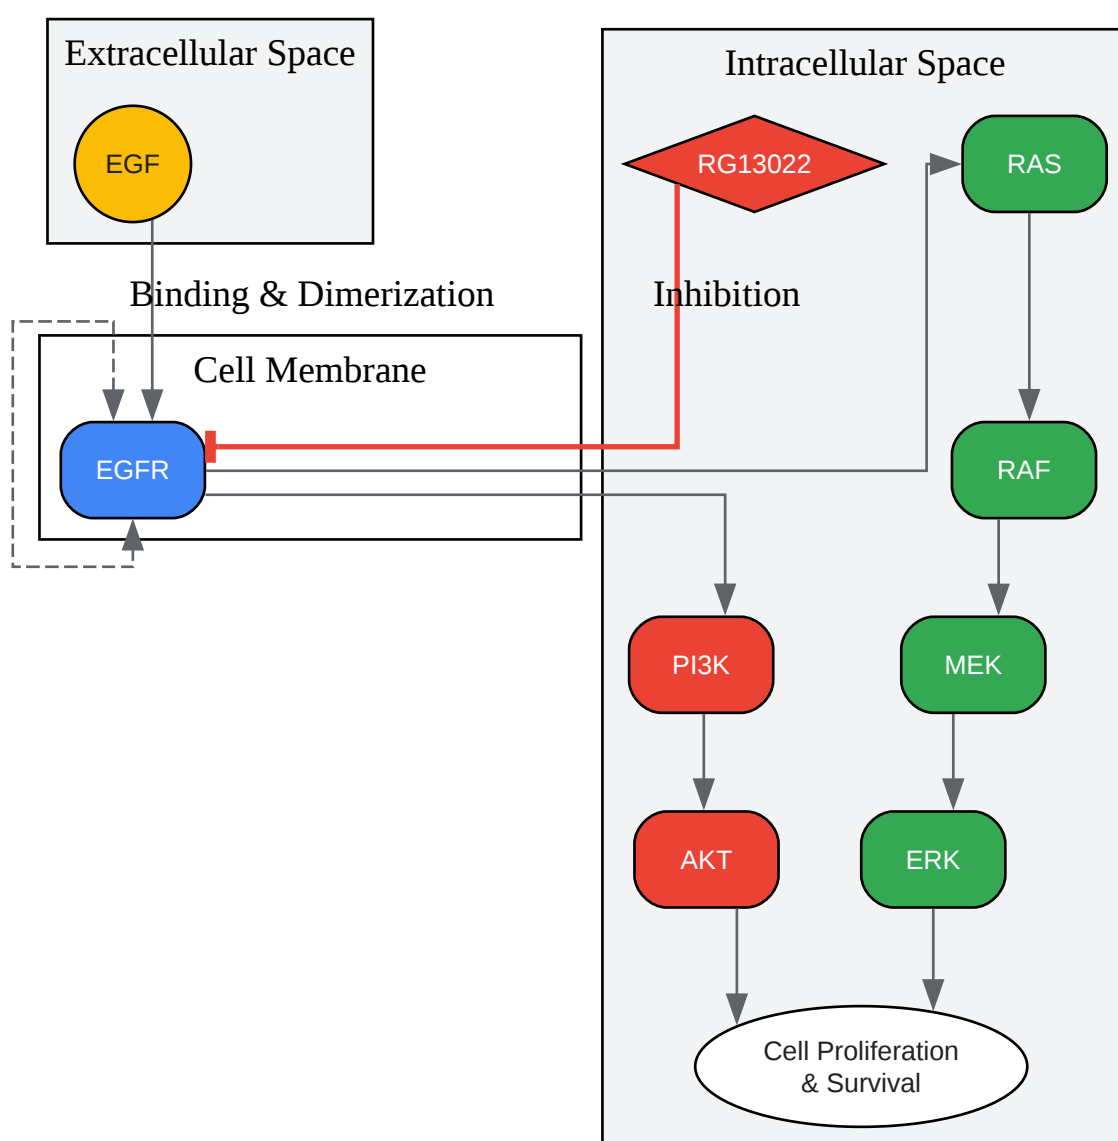 Extracellular Space
Intracellular Space
EGF
RG13022
RAS
Binding & Dimerization
Inhibition
Cell Membrane
EGFR
RAF
PI3K
MEK
AKT
ERK
Cell Proliferation
& Survival